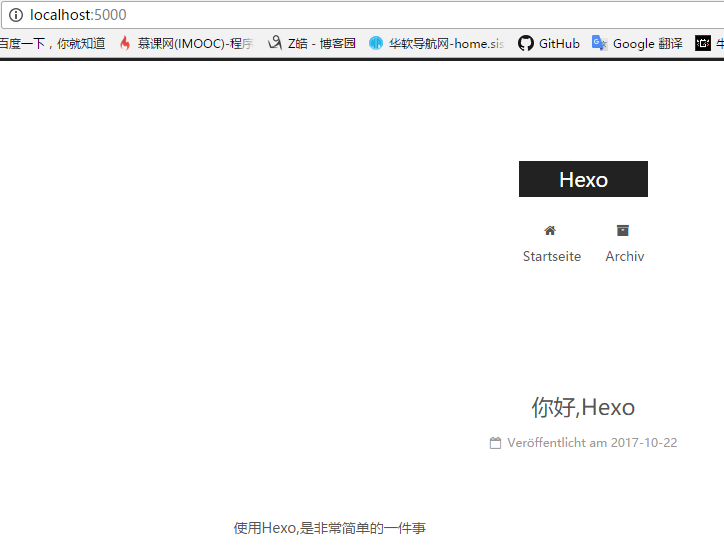 localhost:5000
百度一下，你就知道 慕课网(IMOOC)-程序 Z皓 - 博客园 华软导航网-home.sis GitHub Google 翻译
Hexo
Startseite Archiv
你好,Hexo
Veröffentlicht am 2017-10-22
使用Hexo,是非常简单的一件事